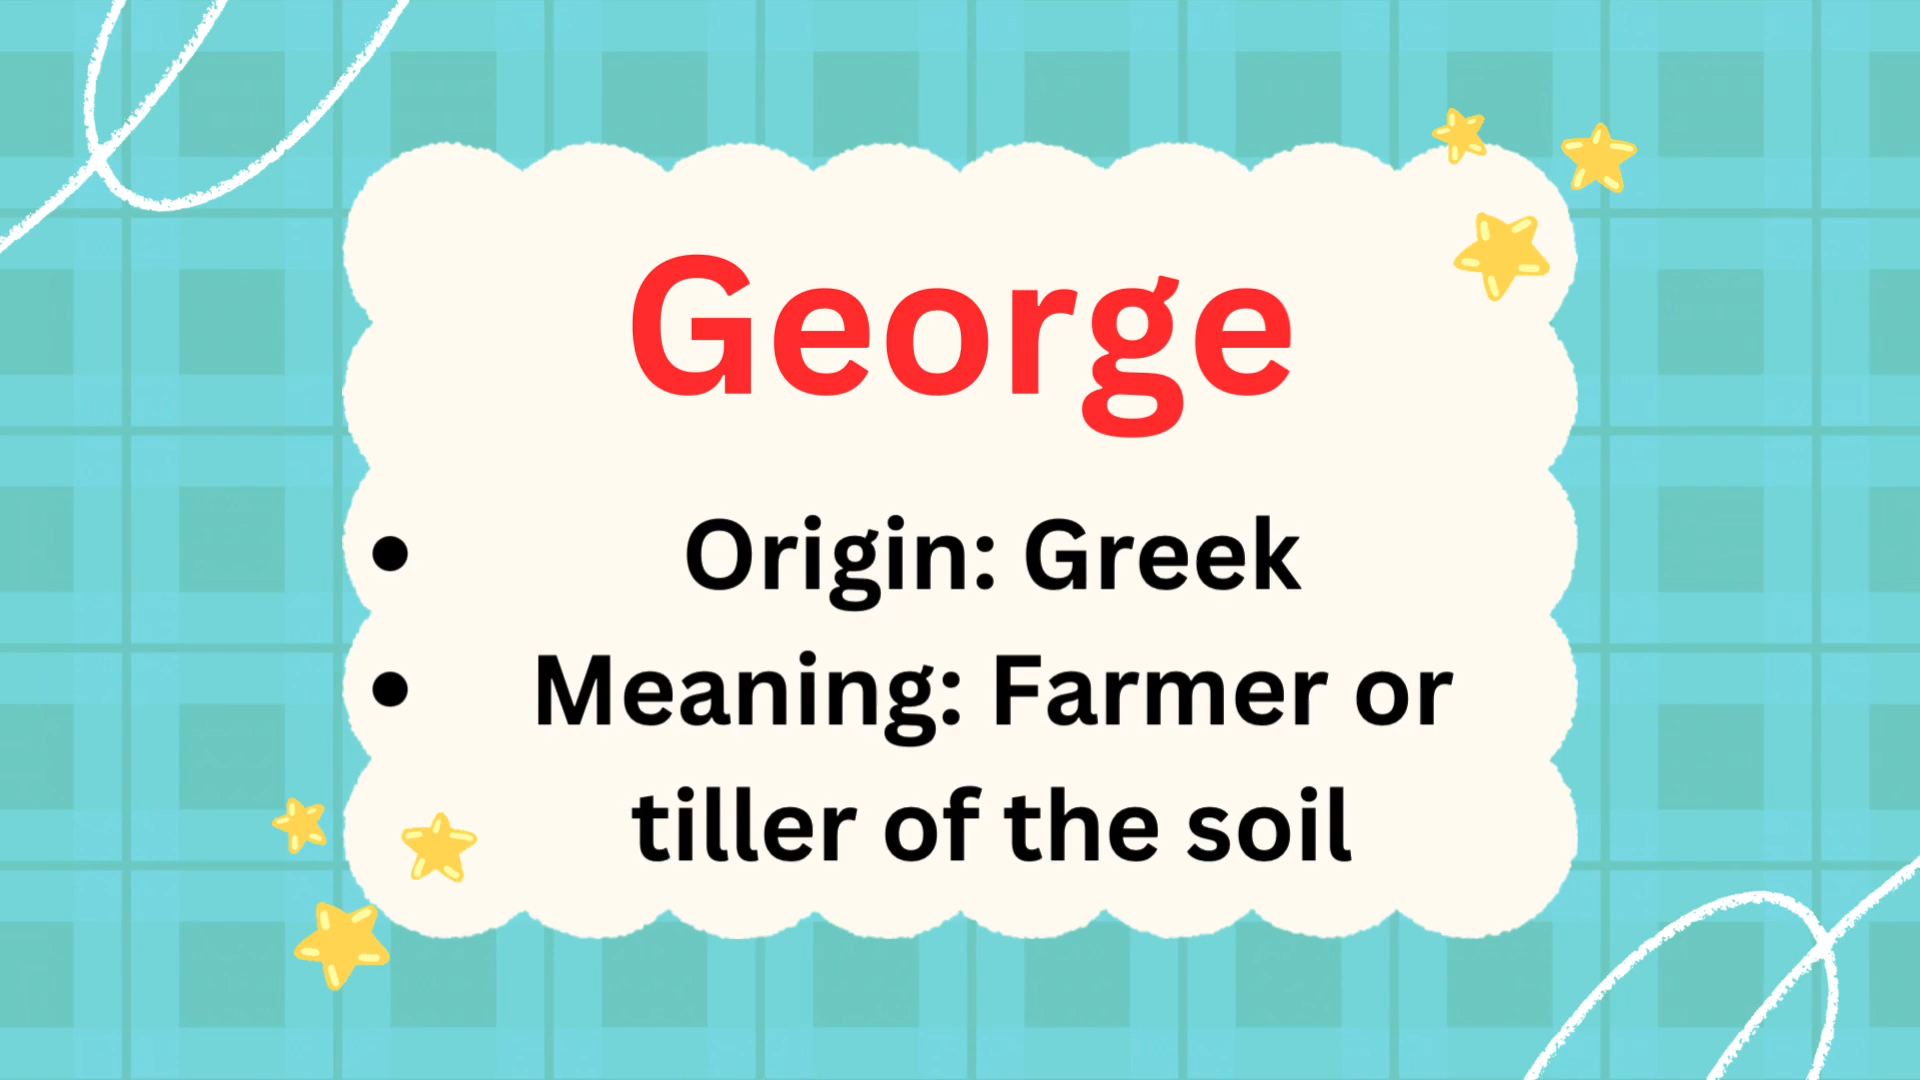 George
• Origin: Greek
• Meaning: Farmer or
tiller of the soil